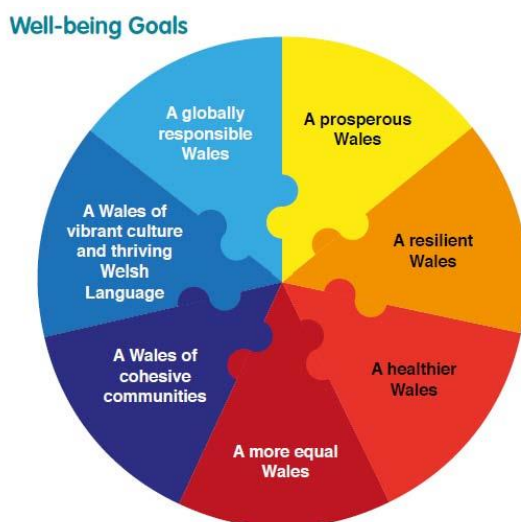 Well-being Goals
A prosperous
Wales
A resilient
Wales
A healthier
Wales
A more equal
Wales
A Wales of
cohesive
communities
A Wales of
vibrant culture
and thriving
Welsh
Language
A globally
responsible
Wales